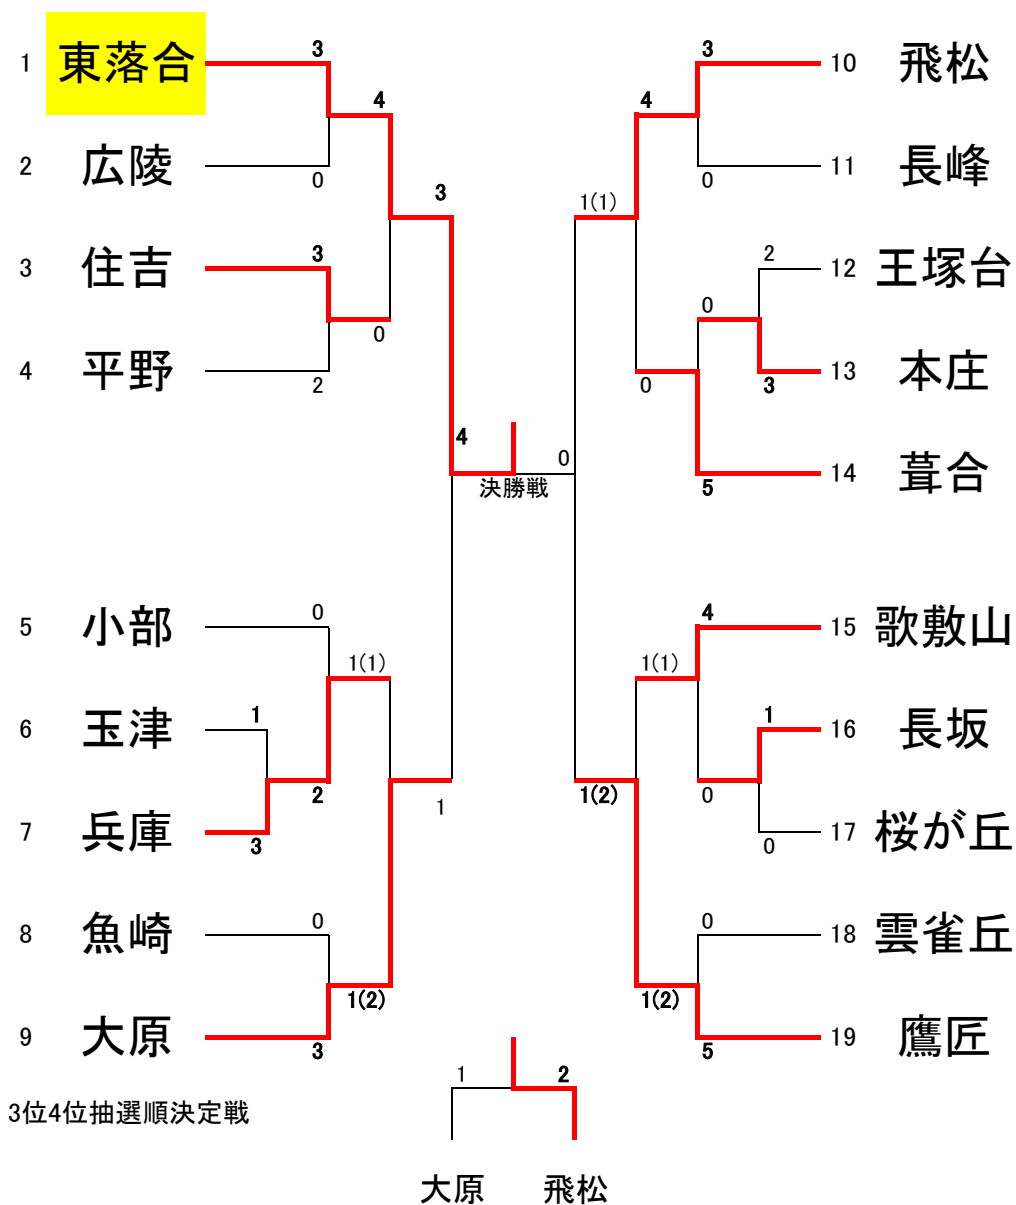 1 東落合 3 3 10 飛松
4 4
2 広陵 0 0 11 長峰
3 1(1)
3 住吉 3 2 12 王塚台
0 0
4 平野 2 0 3 13 本庄
4 0
決勝戦
5 14 葺合
5 小部 0 4 15 歌敷山
1(1) 1(1)
6 玉津 1 1 16 長坂
2 1 1(2) 0
7 兵庫 3 0 17 桜が丘
8 魚崎 0 0 18 雲雀丘
1(2) 1(2)
9 大原 3 5 19 鷹匠
1 2
3位4位抽選順決定戦
大原 飛松